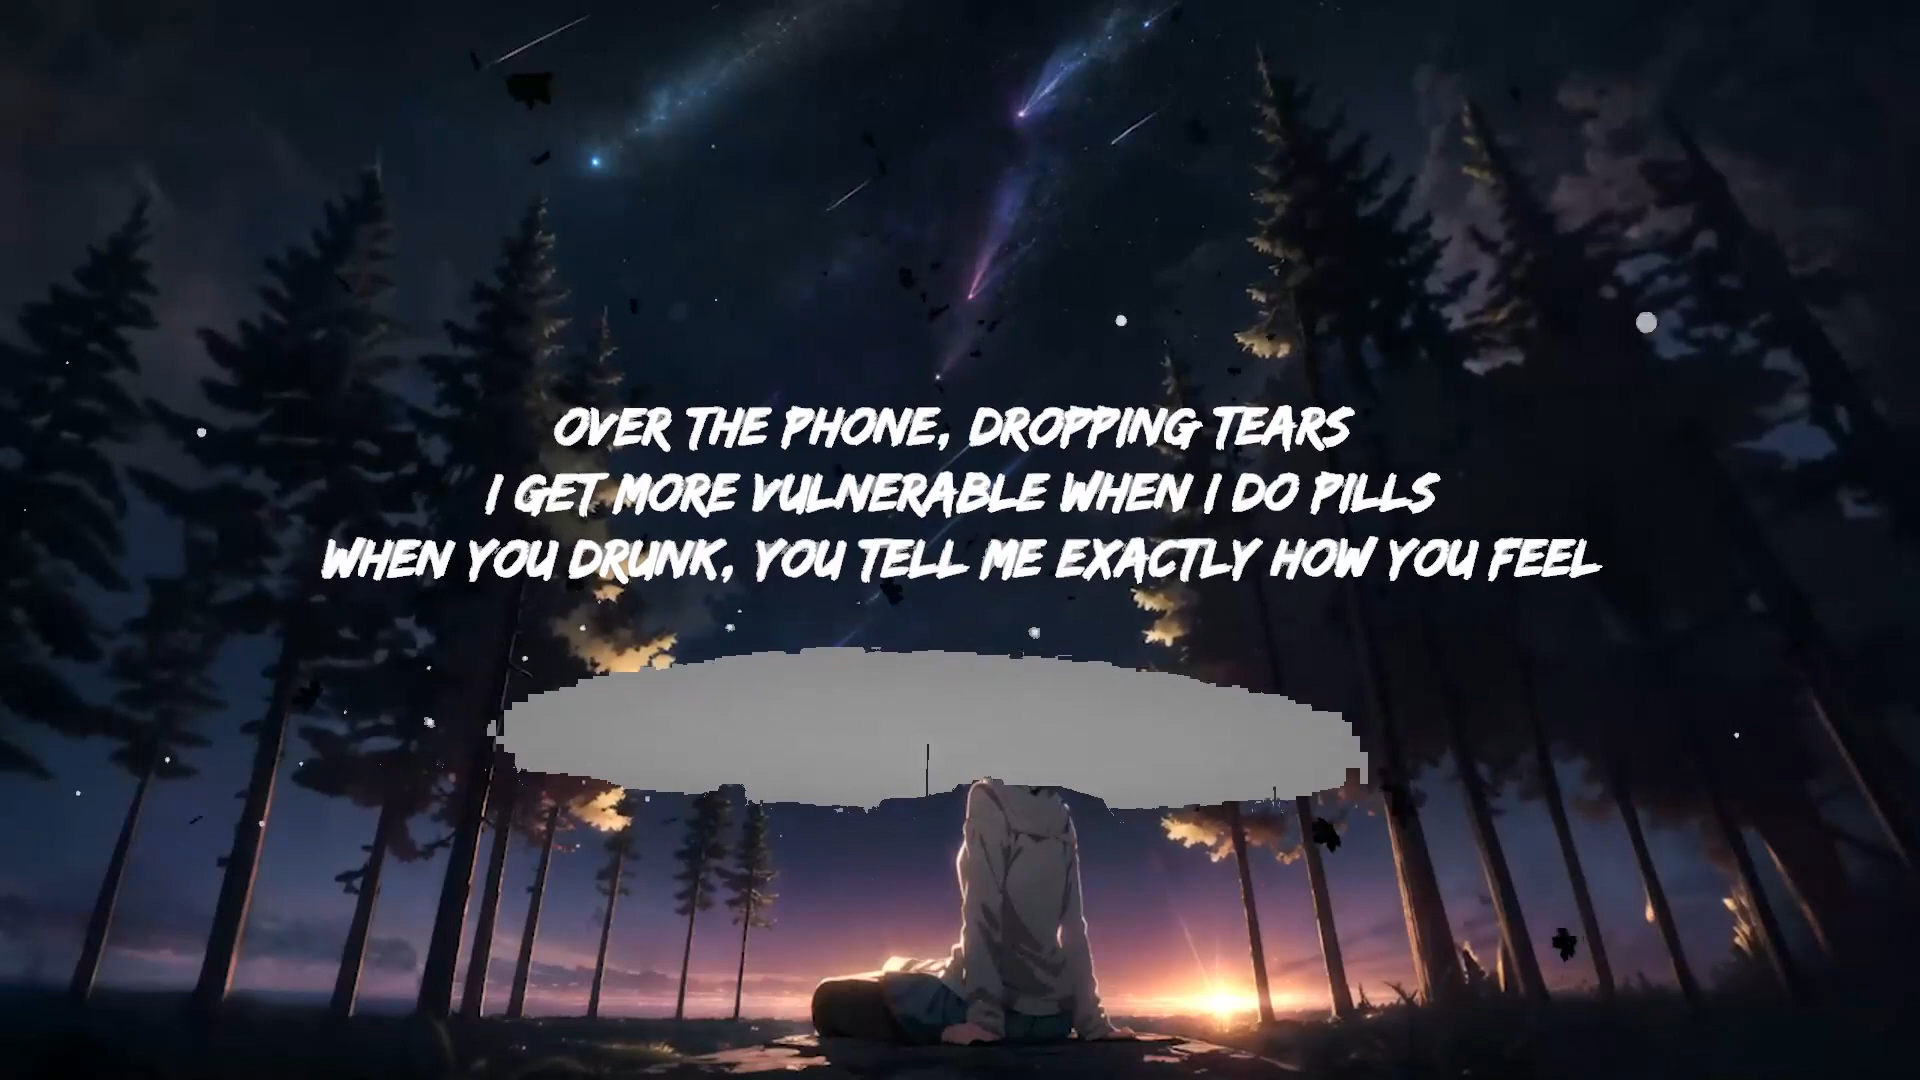 OVER THE PHONE, DROPPING TEARS
I GET MORE VULNERABLE WHEN I DO PILLS
WHEN YOU DRUNK, YOU TELL ME EXACTLY HOW YOU FEEL